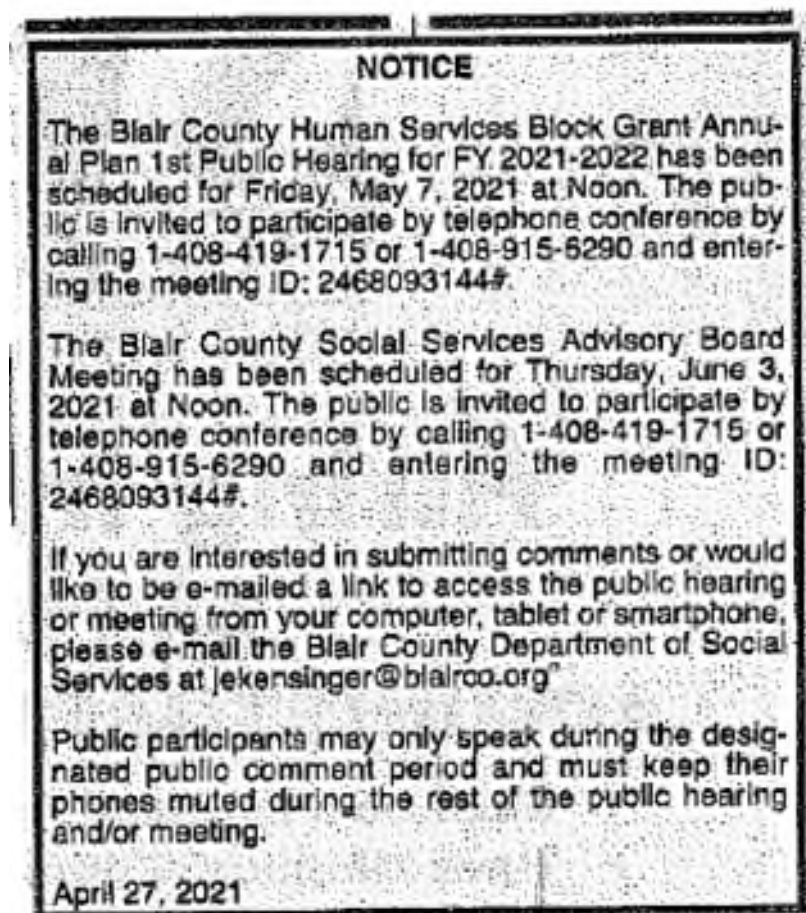 NOTICE
The Blair County Human Services Block Grant Annu-
al Plan 1st Public Hearing for FY 2021-2022 has been
scheduled for Friday, May 7, 2021 at Noon. The pub-
lic is invited to participate by telephone conference by
calling 1-408-419-1715 or 1-408-915-6290 and enter-
ing the meeting ID: 2468093144#.
The Blair County Social Services Advisory Board
Meeting has been scheduled for Thursday, June 3,
2021 at Noon. The public is invited to participate by
telephone conference by calling 1-408-419-1715 or
1-408-915-6290 and entering the meeting ID:
2468093144#.
If you are interested in submitting comments or would
like to be e-mailed a link to access the public hearing
or meeting from your computer, tablet or smartphone,
please e-mail the Blair County Department of Social
Services at jekensinger@blairco.org"
Public participants may only speak during the desig-
nated public comment period and must keep their
phones muted during the rest of the public hearing
and/or meeting.
April 27, 2021